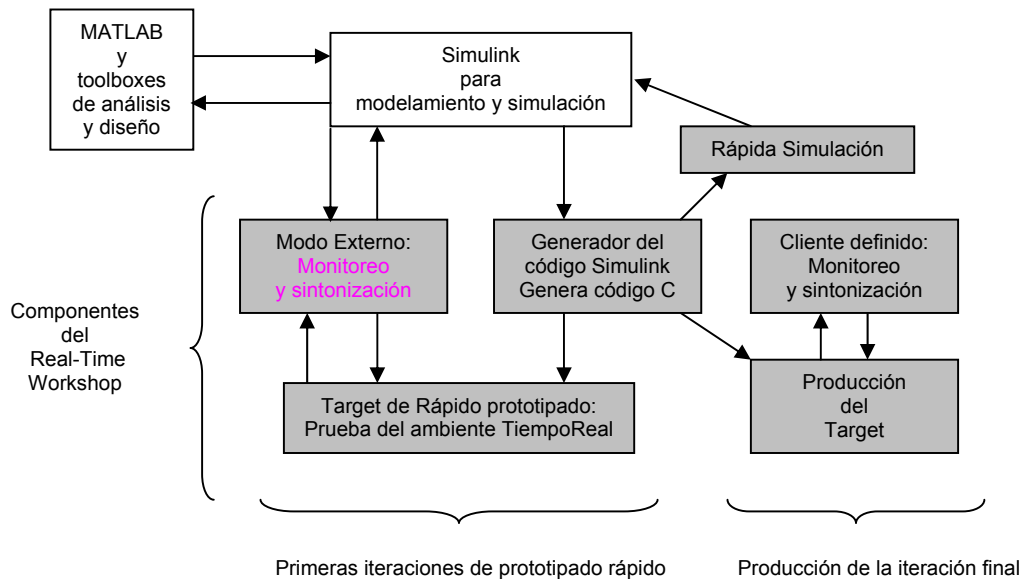 MATLAB
y
toolboxes
de análisis
y diseño
Simulink
para
modelamiento y simulación
Rápida Simulación
Modo Externo:
Monitoreo
y sintonización
Generador del
código Simulink
Genera código C
Cliente definido:
Monitoreo
y sintonización
Componentes
del
Real-Time
Workshop
Target de Rápido prototipado:
Prueba del ambiente TiempoReal
Producción
del
Target
Primeras iteraciones de prototipado rápido
Producción de la iteración final